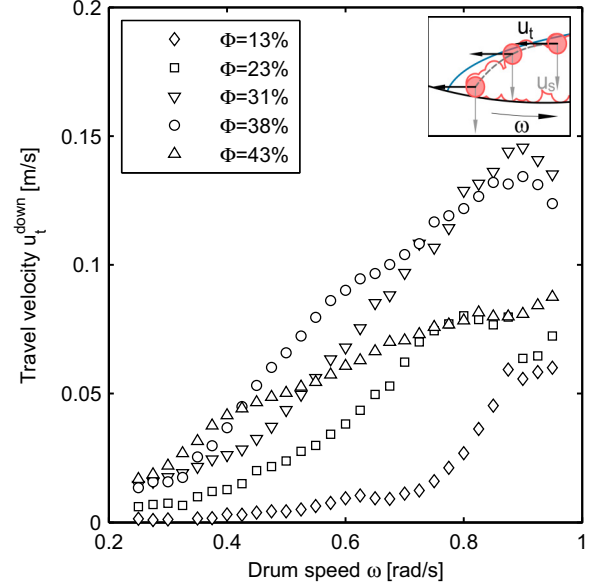 Φ=13%
Φ=23%
Φ=31%
Φ=38%
Φ=43%
u_t
u_s
ω
0.2
0.15
0.1
0.05
0
Travel velocity u_t^down [m/s]
0.2
0.4
0.6
0.8
1
Drum speed ω [rad/s]